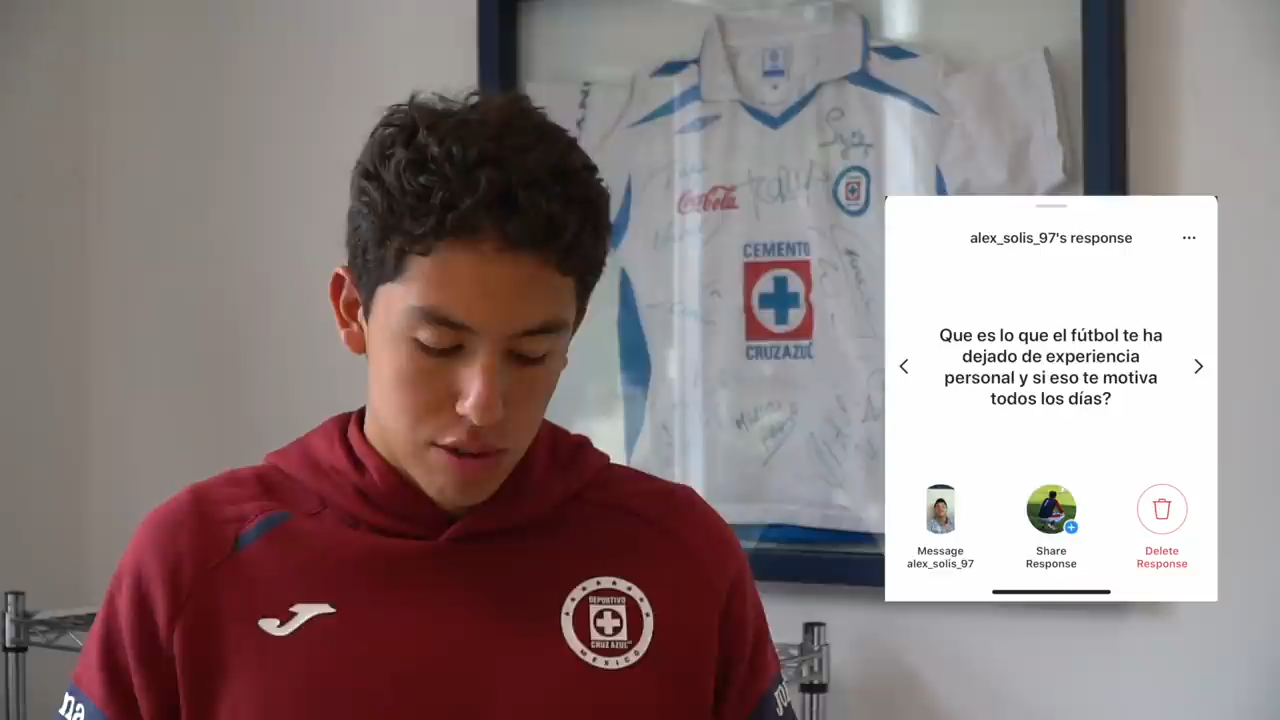 Coca-Cola
CEMENTO
CRUZ AZUL
alex_solis_97's response
...
Que es lo que el fútbol te ha
dejado de experiencia
personal y si eso te motiva
todos los días?
Message
alex_solis_97
Share
Response
Delete
Response
DEPORTIVO
CRUZ AZUL
MEXICO